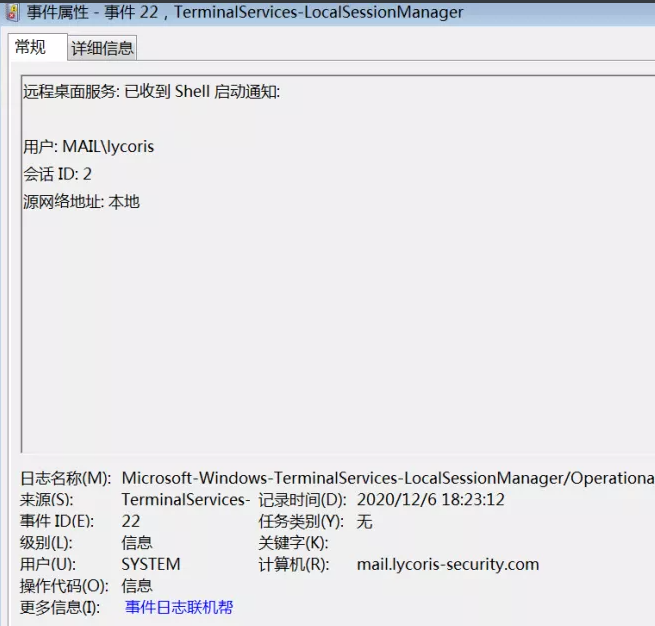 事件属性 - 事件 22，TerminalServices-LocalSessionManager
常规 详细信息
远程桌面服务: 已收到 Shell 启动通知:
用户: MAIL\lycoris
会话 ID: 2
源网络地址: 本地
日志名称(M): Microsoft-Windows-TerminalServices-LocalSessionManager/Operationa
来源(S): TerminalServices- 记录时间(D): 2020/12/6 18:23:12
事件 ID(E): 22 任务类别(Y): 无
级别(L): 信息 关键字(K):
用户(U): SYSTEM 计算机(R): mail.lycoris-security.com
操作代码(O): 信息
更多信息(I): 事件日志联机帮